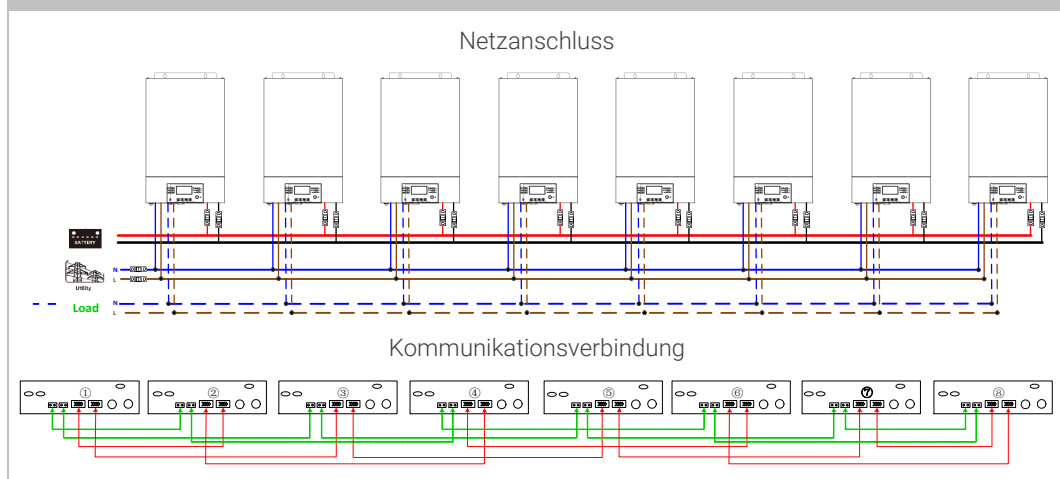 Netzanschluss
BATTERY
Utility
N
L
Load
N
L
Kommunikationsverbindung
① ② ③ ④ ⑤ ⑥ ⑦ ⑧